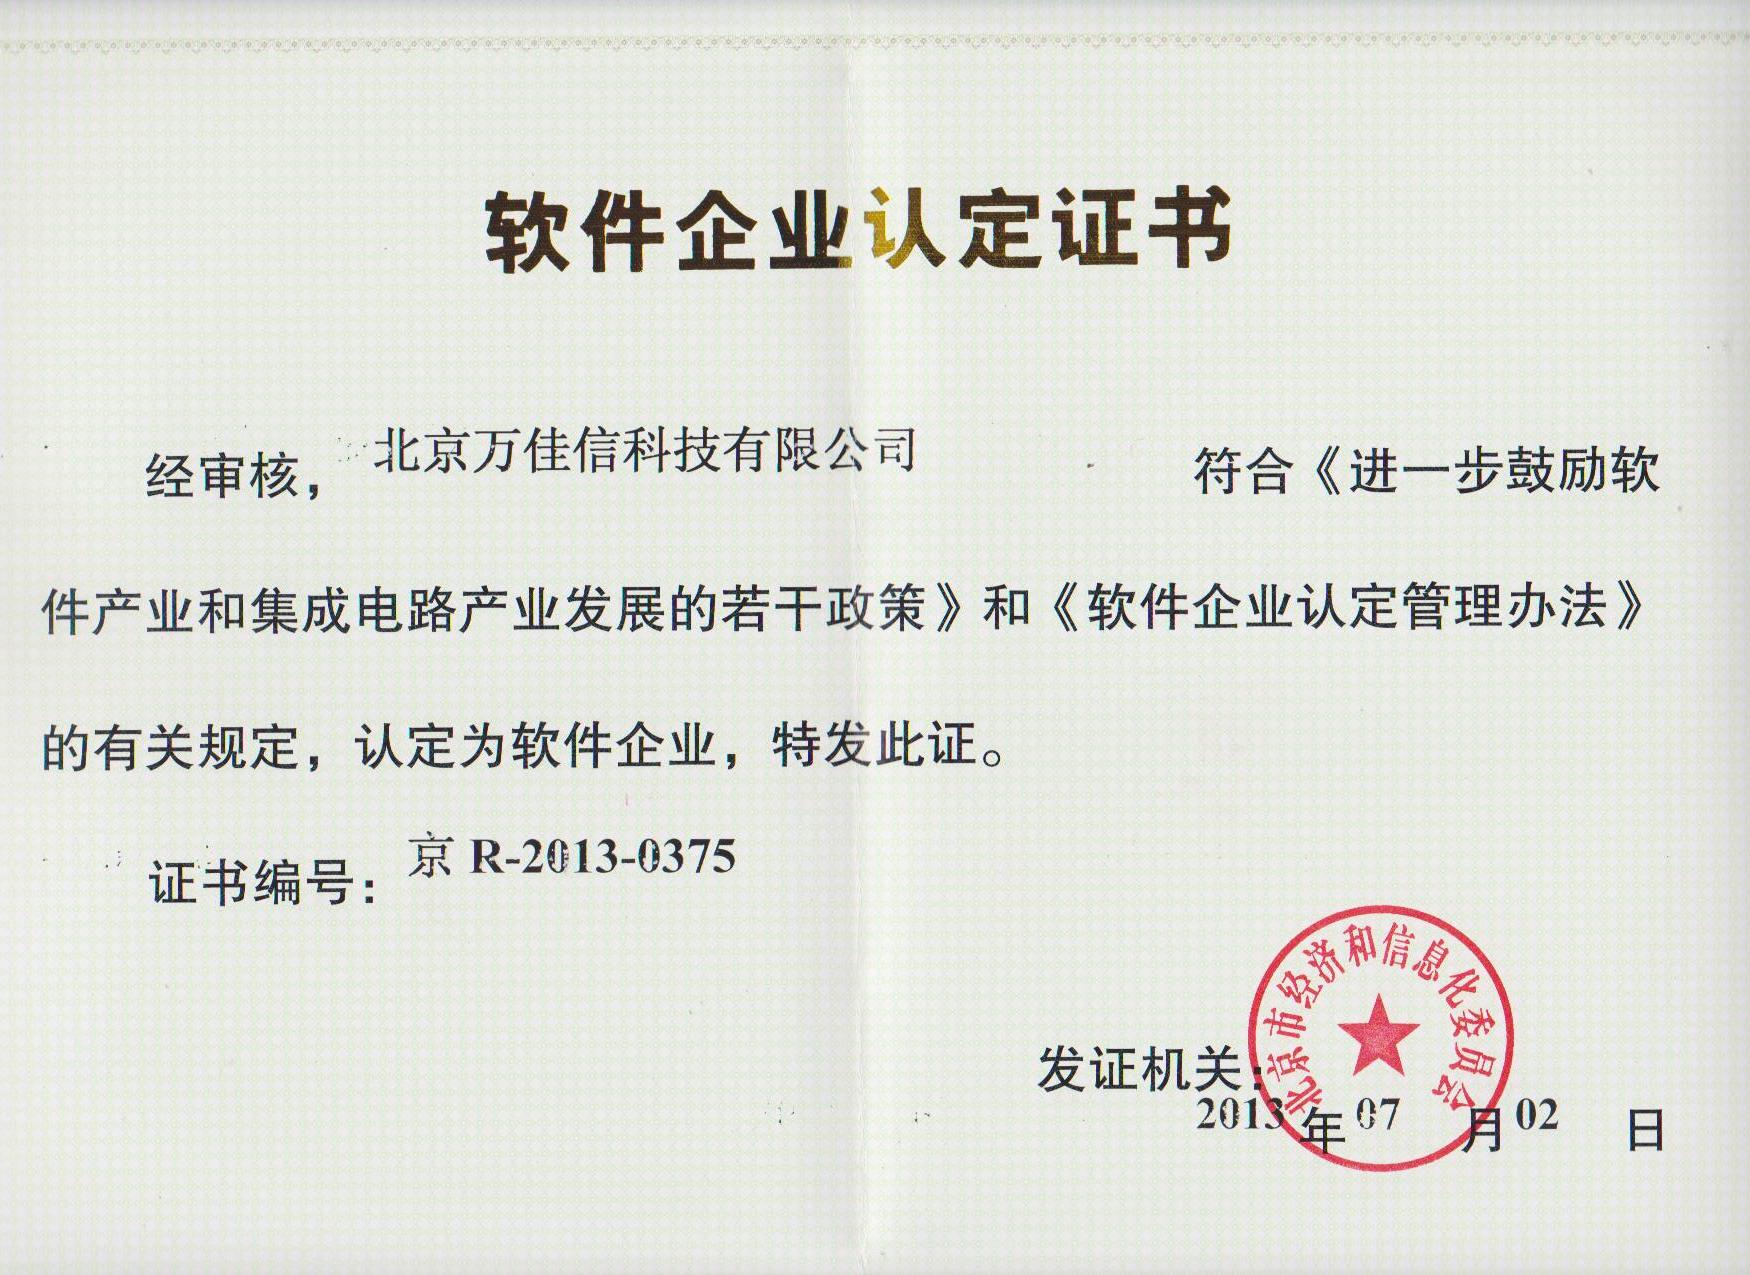 软件企业认定证书
经审核，北京万佳信科技有限公司 符合《进一步鼓励软
件产业和集成电路产业发展的若干政策》和《软件企业认定管理办法》
的有关规定，认定为软件企业，特发此证。
证书编号：京 R-2013-0375
北京市经济和信息化委员会
发证机关：
2013 年 07 月 02 日